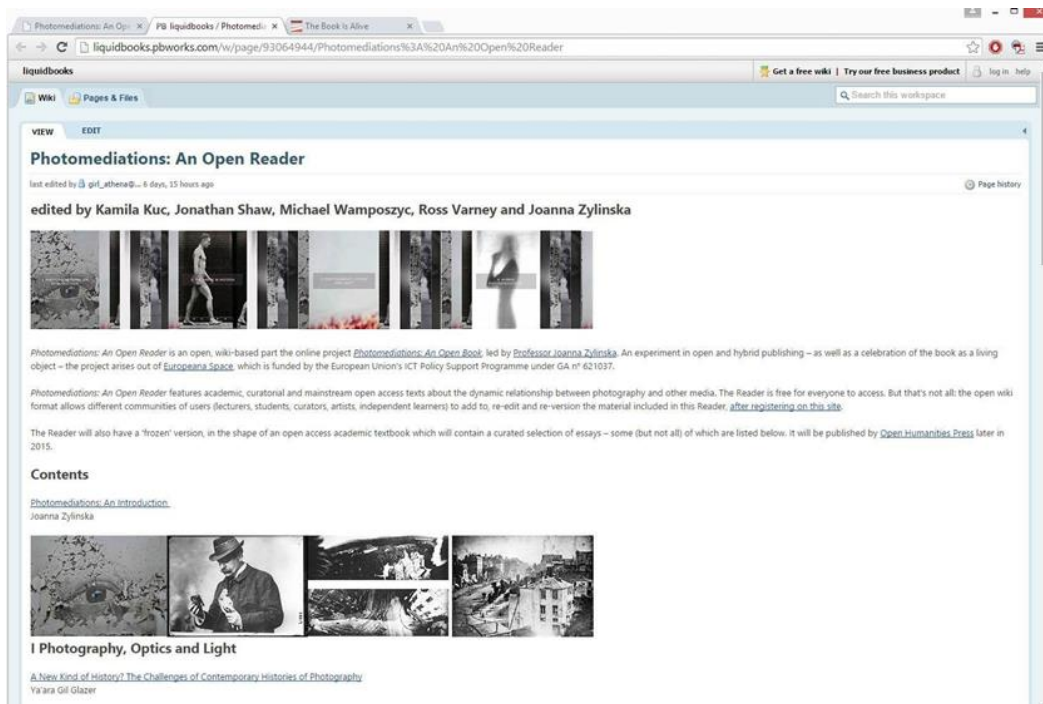 Photomediations: An Ope
PB liquidbooks / Photomedi
The Book Is Alive
liquidbooks.pbworks.com/w/page/93064944/Photomediations%3A%20An%20Open%20Reader
liquidbooks
Get a free wiki | Try our free business product
log in help
Wiki
Pages & Files
Search this workspace
VIEW
EDIT
Photomediations: An Open Reader
last edited by girl_athena@... 6 days, 15 hours ago
Page history
edited by Kamila Kuc, Jonathan Shaw, Michael Wamposzyc, Ross Varney and Joanna Zylinska
Photomediations: An Open Reader is an open, wiki-based part the online project Photomediations: An Open Book, led by Professor Joanna Zylinska. An experiment in open and hybrid publishing – as well as a celebration of the book as a living
object – the project arises out of Europeana Space, which is funded by the European Union's ICT Policy Support Programme under GA n° 621037.
Photomediations: An Open Reader features academic, curatorial and mainstream open access texts about the dynamic relationship between photography and other media. The Reader is free for everyone to access. But that's not all: the open wiki
format allows different communities of users (lecturers, students, curators, artists, independent learners) to add to, re-edit and re-version the material included in this Reader, after registering on this site.
The Reader will also have a 'frozen' version, in the shape of an open access academic textbook which will contain a curated selection of essays – some (but not all) of which are listed below. It will be published by Open Humanities Press later in
2015.
Contents
Photomediations: An Introduction
Joanna Zylinska
I Photography, Optics and Light
A New Kind of History? The Challenges of Contemporary Histories of Photography
Ya'ara Gil Glazer